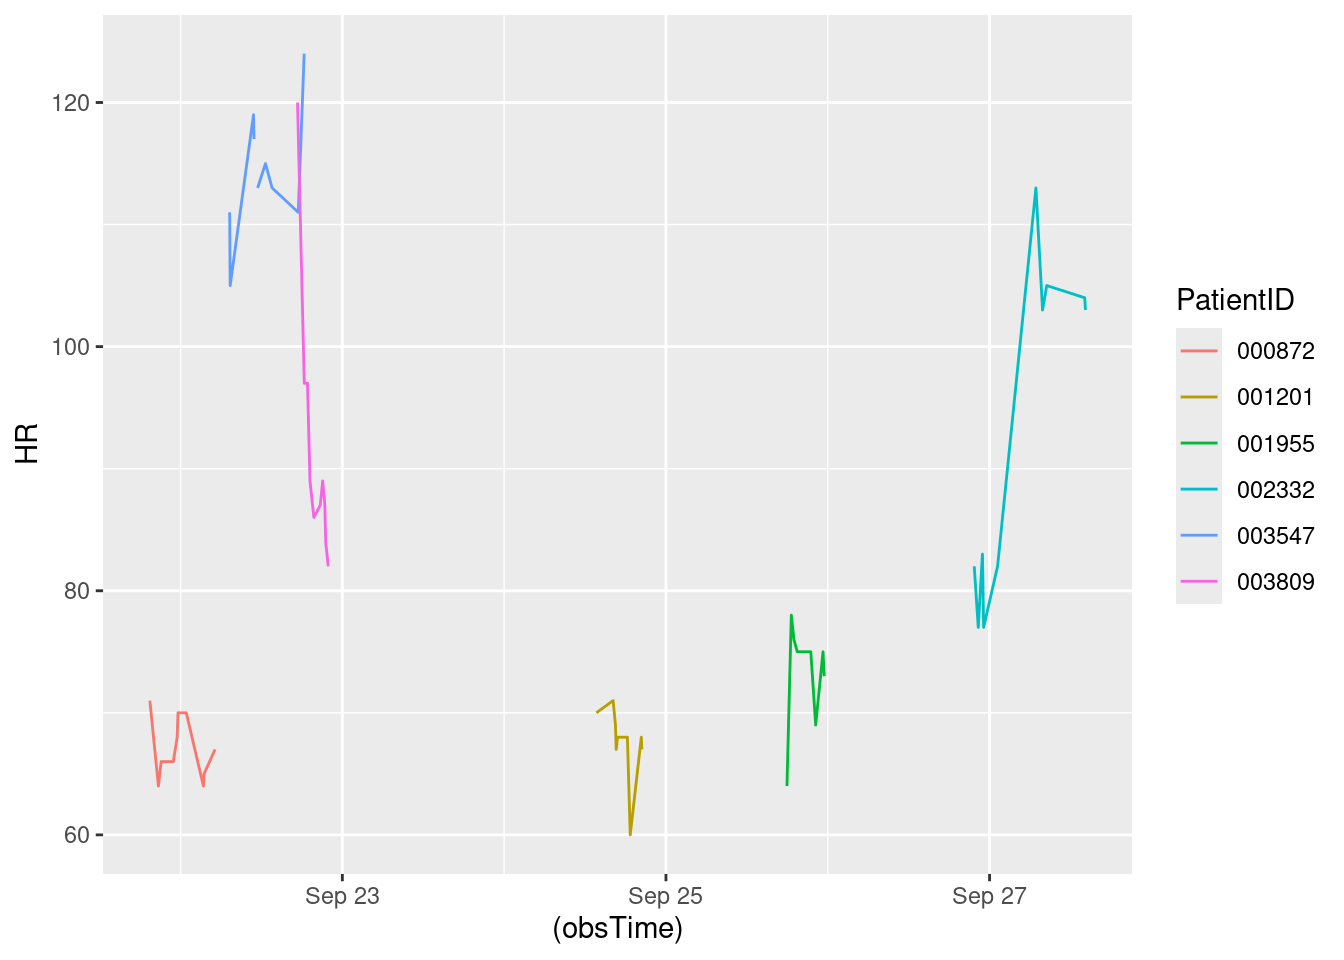 120
100
80
60
HR
Sep 23
Sep 25
Sep 27
(obsTime)
PatientID
000872
001201
001955
002332
003547
003809